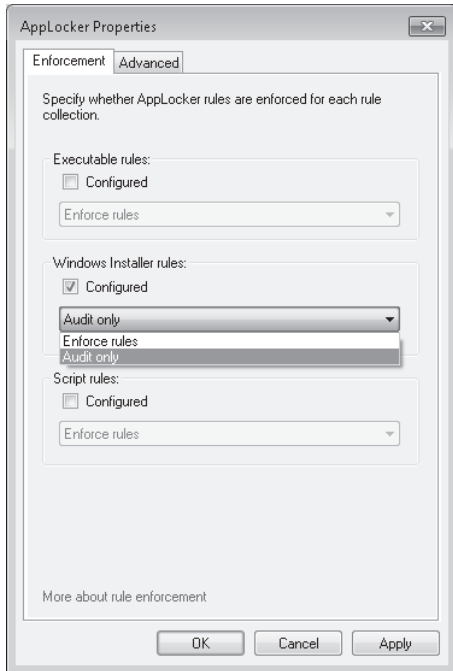 AppLocker Properties
Enforcement
Advanced
Specify whether AppLocker rules are enforced for each rule
collection.
Executable rules:
Configured
Enforce rules
Windows Installer rules:
Configured
Audit only
Enforce rules
Audit only
Script rules:
Configured
Enforce rules
More about rule enforcement
OK
Cancel
Apply